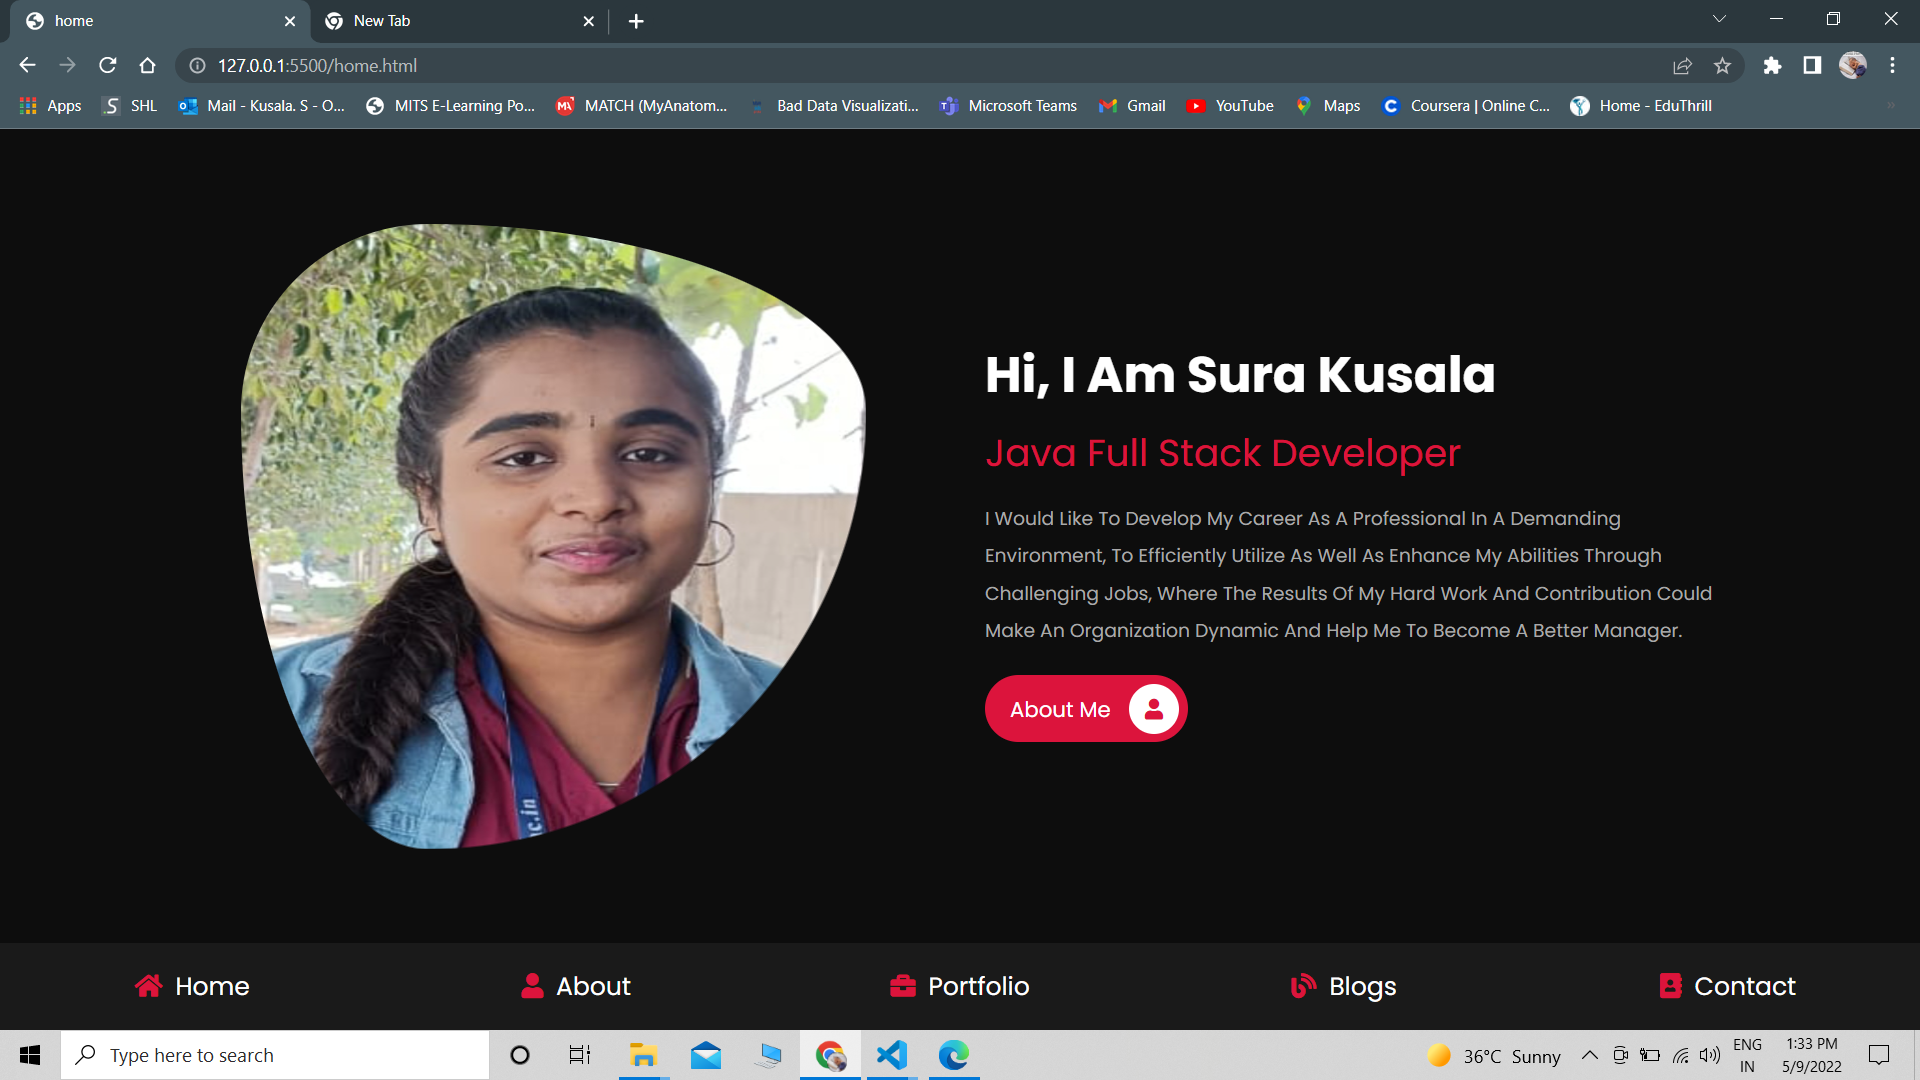 home
New Tab
127.0.0.1:5500/home.html
Apps
SHL
Mail - Kusala. S - O...
MITS E-Learning Po...
MATCH (MyAnatom...
Bad Data Visualizati...
Microsoft Teams
Gmail
YouTube
Maps
Coursera | Online C...
Home - EduThrill
Hi, I Am Sura Kusala
Java Full Stack Developer
I Would Like To Develop My Career As A Professional In A Demanding
Environment, To Efficiently Utilize As Well As Enhance My Abilities Through
Challenging Jobs, Where The Results Of My Hard Work And Contribution Could
Make An Organization Dynamic And Help Me To Become A Better Manager.
About Me
Home
About
Portfolio
Blogs
Contact
Type here to search
36°C Sunny
ENG
IN
1:33 PM
5/9/2022